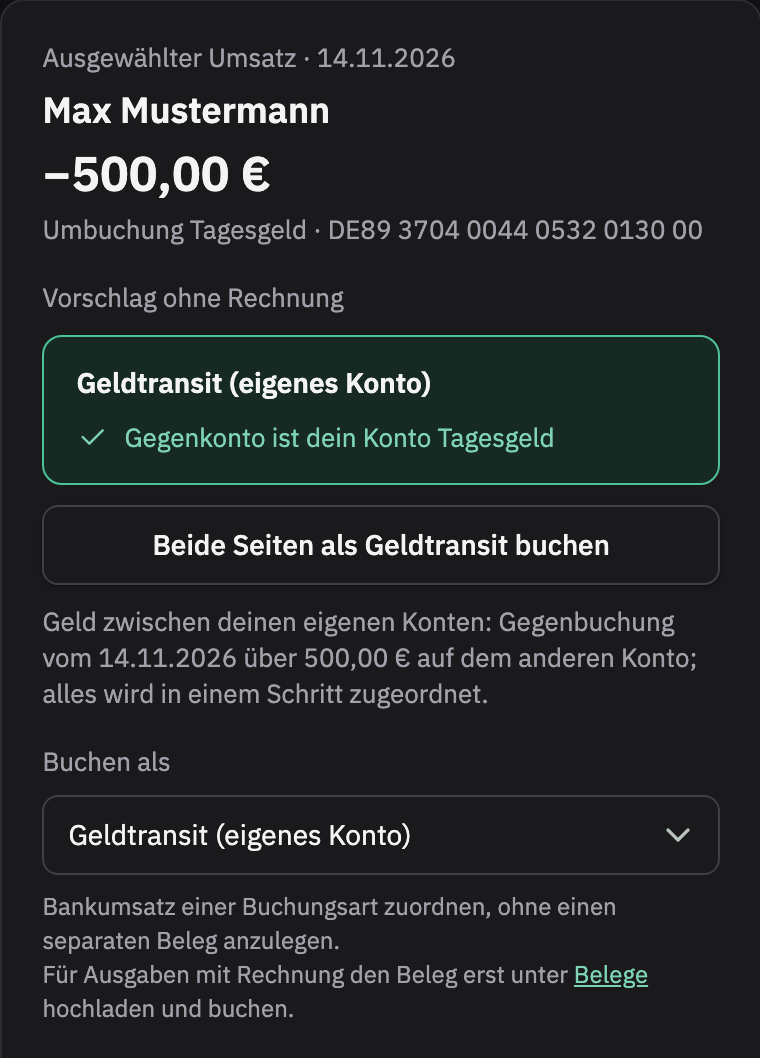 Ausgewählter Umsatz · 14.11.2026
Max Mustermann
−500,00 €
Umbuchung Tagesgeld · DE89 3704 0044 0532 0130 00
Vorschlag ohne Rechnung
Geldtransit (eigenes Konto)
Gegenkonto ist dein Konto Tagesgeld
Beide Seiten als Geldtransit buchen
Geld zwischen deinen eigenen Konten: Gegenbuchung
vom 14.11.2026 über 500,00 € auf dem anderen Konto;
alles wird in einem Schritt zugeordnet.
Buchen als
Geldtransit (eigenes Konto)
Bankumsatz einer Buchungsart zuordnen, ohne einen
separaten Beleg anzulegen.
Für Ausgaben mit Rechnung den Beleg erst unter Belege
hochladen und buchen.